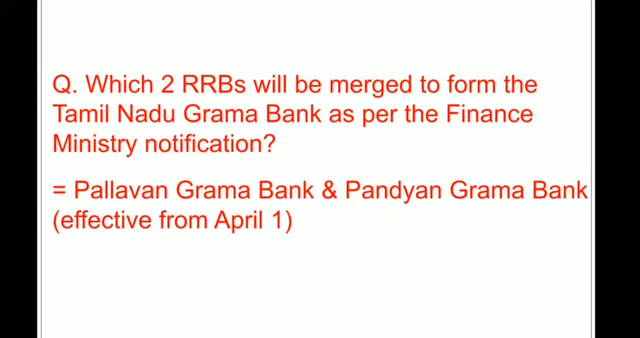 Q. Which 2 RRBs will be merged to form the
Tamil Nadu Grama Bank as per the Finance
Ministry notification?
= Pallavan Grama Bank & Pandyan Grama Bank
(effective from April 1)